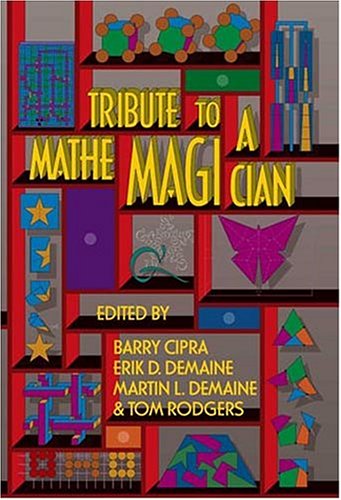 TRIBUTE TO A
MATHE MAGI CIAN
EDITED BY
BARRY CIPRA
ERIK D. DEMAINE
MARTIN L. DEMAINE
& TOM RODGERS